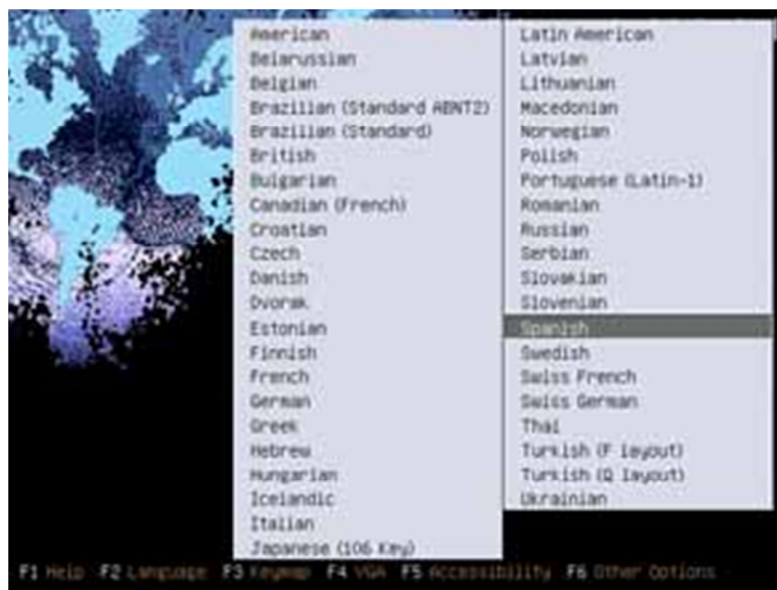 American
Belarussian
Belgian
Brazilian (Standard ABNT2)
Brazilian (Standard)
British
Bulgarian
Canadian (French)
Croatian
Czech
Danish
Dvorak
Estonian
Finnish
French
German
Greek
Hebrew
Hungarian
Icelandic
Italian
Japanese (106 Key)
Latin American
Latvian
Lithuanian
Macedonian
Norwegian
Polish
Portuguese (Latin-1)
Romanian
Russian
Serbian
Slovakian
Slovenian
Spanish
Swedish
Swiss French
Swiss German
Thai
Turkish (F layout)
Turkish (Q layout)
Ukrainian
F1 Help F2 Language F3 Keymap F4 VGA F5 Accessibility F6 Other Options